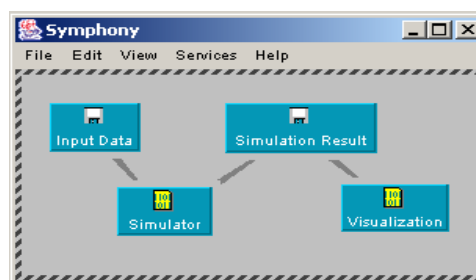 Symphony
File Edit View Services Help
Input Data
Simulation Result
Simulator
Visualization